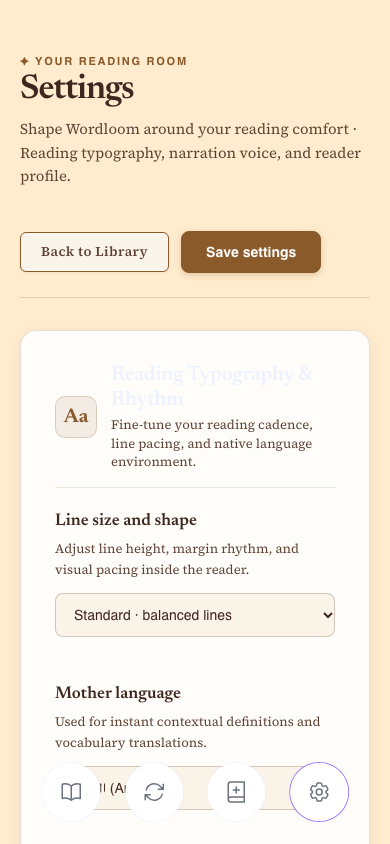 ✦ YOUR READING ROOM
Settings
Shape Wordloom around your reading comfort ·
Reading typography, narration voice, and reader
profile.
Back to Library
Save settings
Reading Typography &
Rhythm
Aa
Fine-tune your reading cadence,
line pacing, and native language
environment.
Line size and shape
Adjust line height, margin rhythm, and
visual pacing inside the reader.
Standard · balanced lines
Mother language
Used for instant contextual definitions and
vocabulary translations.